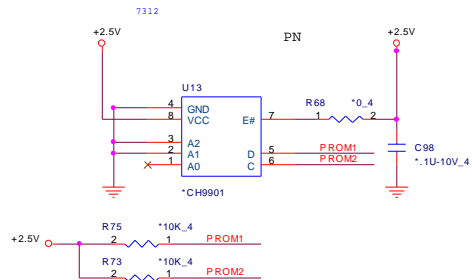 7312
+2.5V
PN
+2.5V
U13
4 GND
8 VCC E# 7
R68 *0_4
1 2
3 A2
2 A1 D 5 PROM1
1 A0 C 6 PROM2
C98
*.1U-10V_4
*CH9901
R75 *10K_4
+2.5V 2 1 PROM1
R73 *10K_4
2 1 PROM2